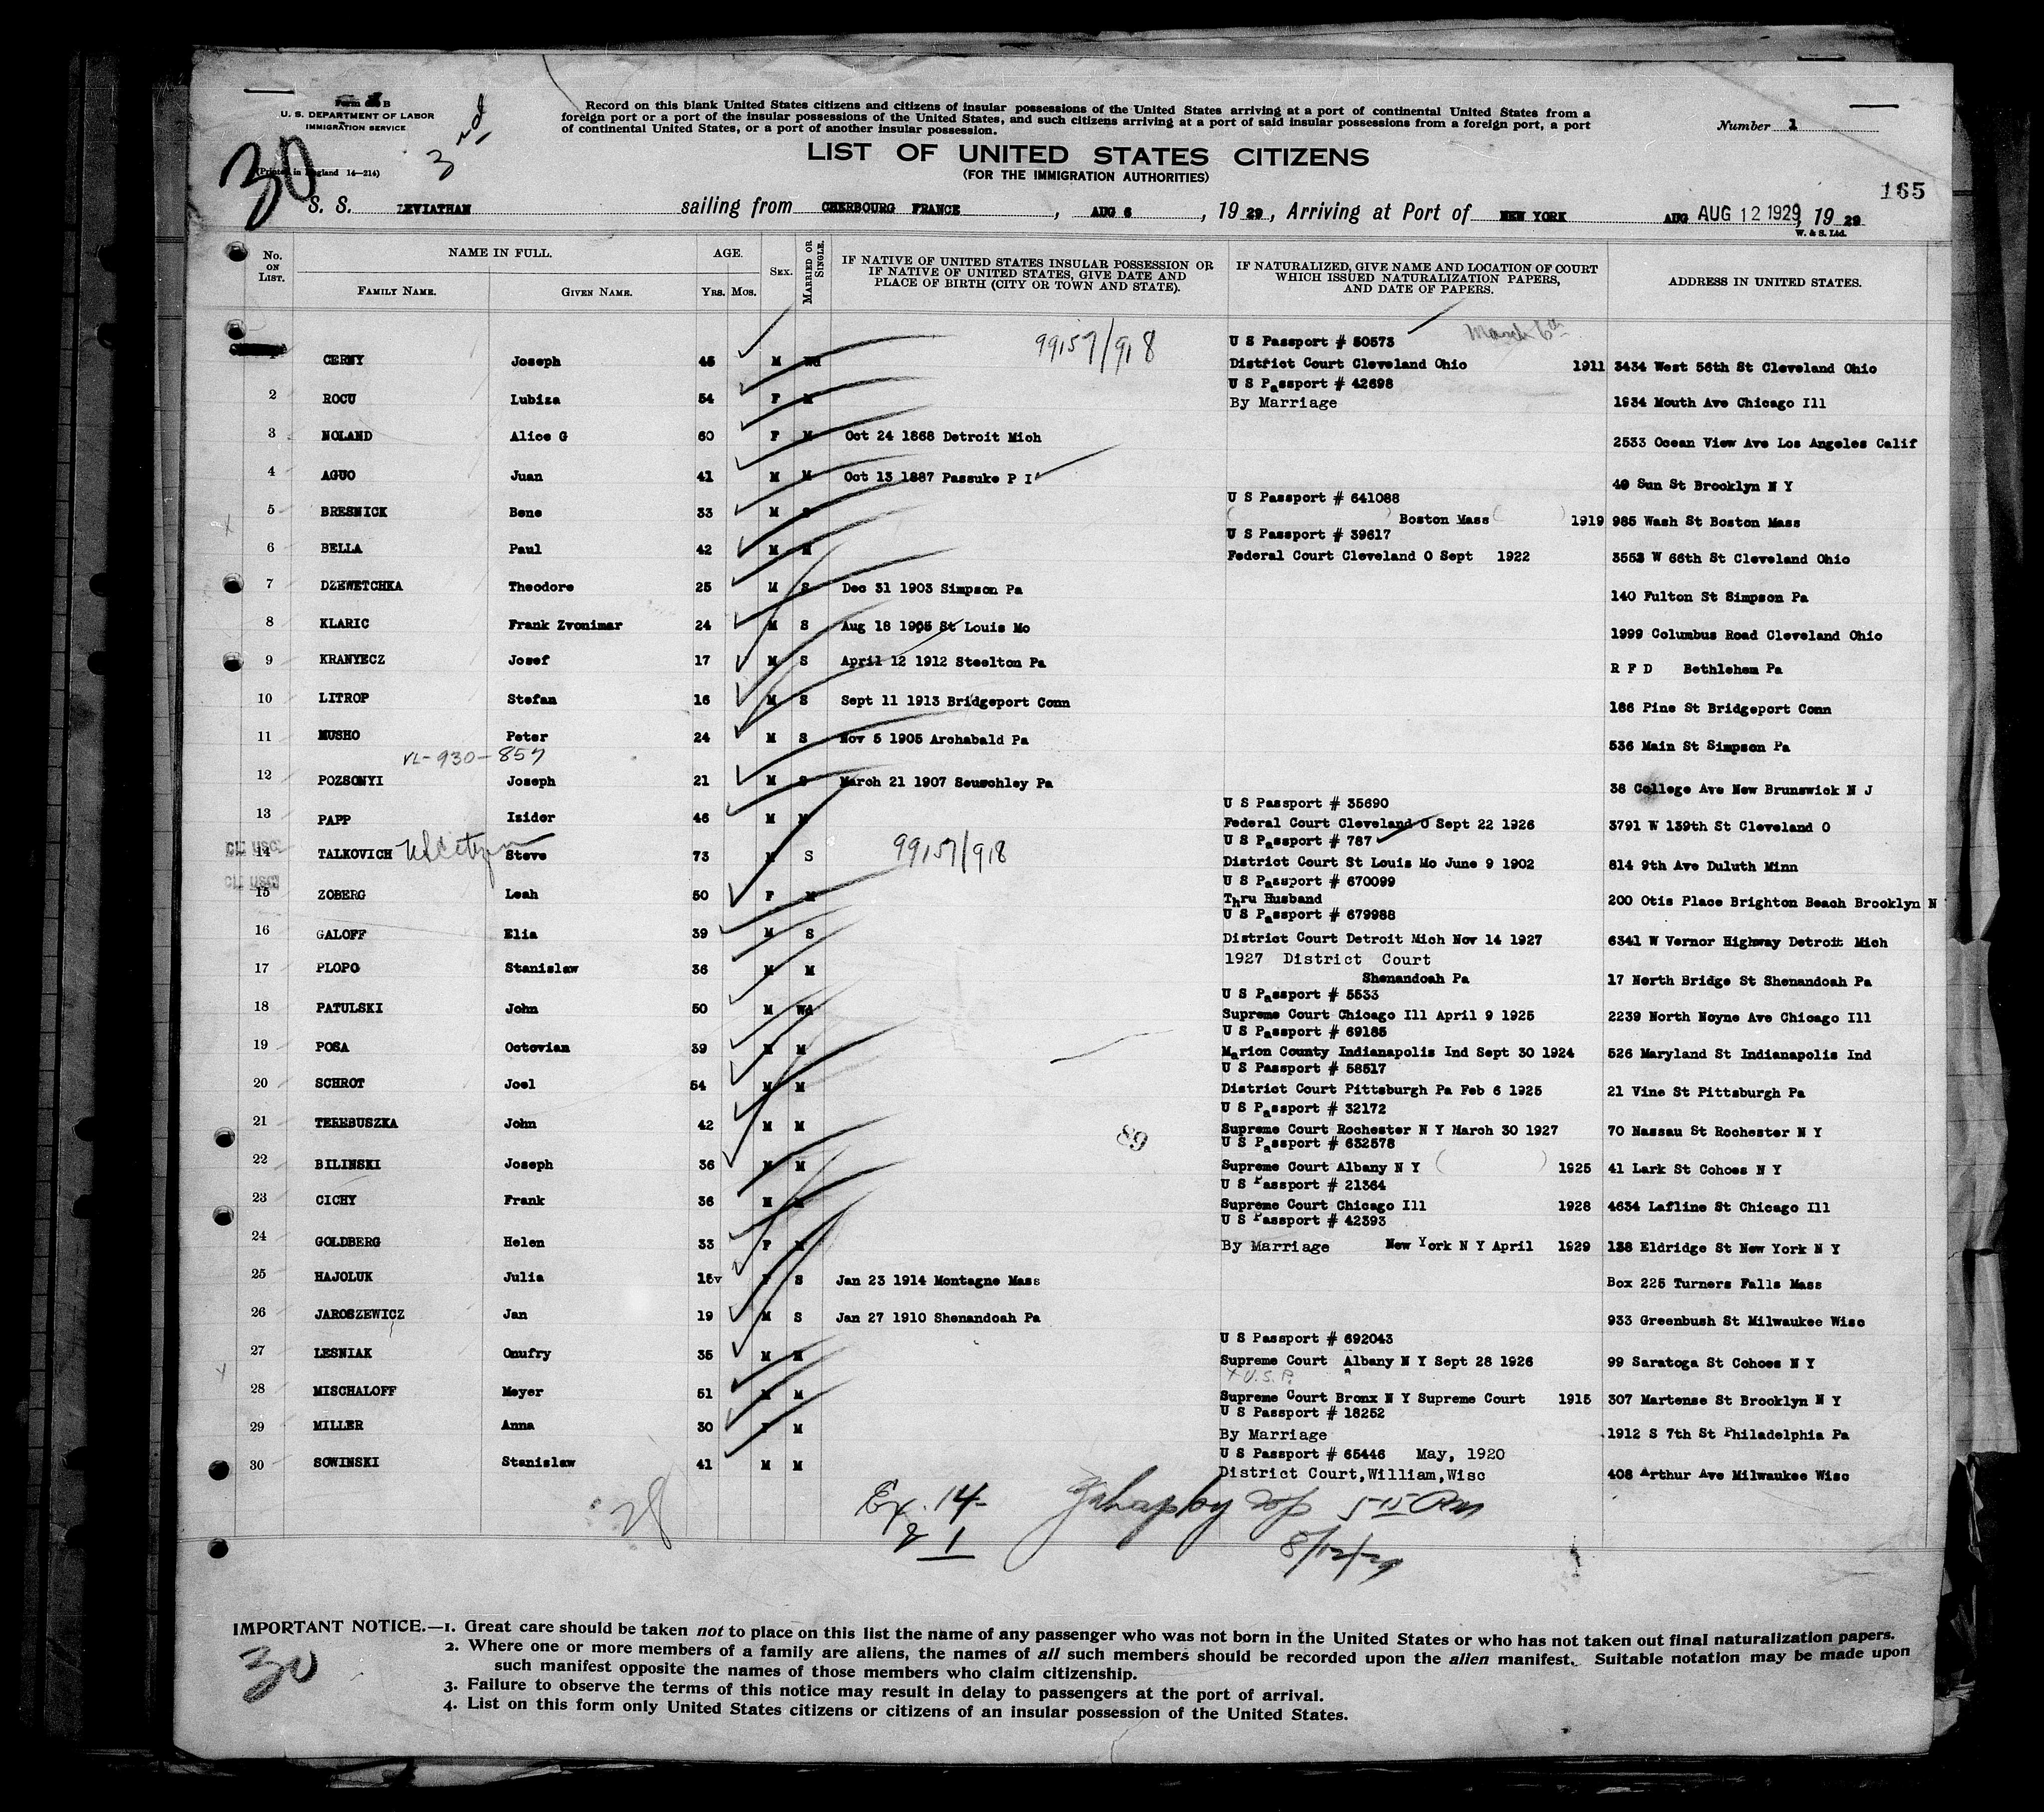 Form 630 B
U. S. DEPARTMENT OF LABOR
IMMIGRATION SERVICE
(Printed in England 14—214)
30
3rd
Record on this blank United States citizens and citizens of insular possessions of the United States arriving at a port of continental United States from a
foreign port or a port of the insular possessions of the United States, and such citizens arriving at a port of said insular possessions from a foreign port, a port
of continental United States, or a port of another insular possession.
Number 1
LIST OF UNITED STATES CITIZENS
(FOR THE IMMIGRATION AUTHORITIES)
165
S. S. LEVIATHAN sailing from CHERBOURG FRANCE, AUG 6, 19 29, Arriving at Port of NEW YORK AUG AUG 12 1929, 19 29
W. & S. Ltd.
No. ON LIST. NAME IN FULL. AGE. SEX. MARRIED OR SINGLE. IF NATIVE OF UNITED STATES INSULAR POSSESSION OR IF NATIVE OF UNITED STATES, GIVE DATE AND PLACE OF BIRTH (CITY OR TOWN AND STATE). IF NATURALIZED, GIVE NAME AND LOCATION OF COURT WHICH ISSUED NATURALIZATION PAPERS, AND DATE OF PAPERS. ADDRESS IN UNITED STATES.
FAMILY NAME. GIVEN NAME. YRS. MOS.
99157/918 U S Passport # 50573 March 6th
CERNY Joseph 45 M Wd District Court Cleveland Ohio 1911 3434 West 56th St Cleveland Ohio
U S Passport # 42698
2 ROCU Lubiza 54 F M By Marriage 1934 Mouth Ave Chicago Ill
3 NOLAND Alice G 60 F M Oct 24 1868 Detroit Mich 2533 Ocean View Ave Los Angeles Calif
4 AGUO Juan 41 M M Oct 13 1887 Passuke P I 49 Sun St Brooklyn N Y
U S Passport # 641088
5 BRESNICK Bene 33 M S ( ) Boston Mass ( ) 1919 985 Wash St Boston Mass
U S Passport # 39617
6 BELLA Paul 42 M M Federal Court Cleveland O Sept 1922 3553 W 66th St Cleveland Ohio
7 DZEWETCHKA Theodore 25 M S Dec 31 1903 Simpson Pa 140 Fulton St Simpson Pa
8 KLARIC Frank Zvonimar 24 M S Aug 18 1905 St Louis Mo 1999 Columbus Road Cleveland Ohio
9 KRANYECZ Josef 17 M S April 12 1912 Steelton Pa R F D Bethlehem Pa
10 LITROP Stefan 16 M S Sept 11 1913 Bridgeport Conn 186 Pine St Bridgeport Conn
11 MUSHO Peter 24 M S Nov 5 1905 Archabald Pa 536 Main St Simpson Pa
VL-930-857
12 POZSONYI Joseph 21 M S March 21 1907 Seuwchley Pa 38 College Ave New Brunswick N J
U S Passport # 35690
13 PAPP Izidor 46 M M Federal Court Cleveland O Sept 22 1926 3791 W 139th St Cleveland O
U S Passport # 787
14 TALKOVICH US Citizen Steve 73 M S 99157/918 District Court St Louis Mo June 9 1902 814 9th Ave Duluth Minn
U S Passport # 670099
15 ZOBERG Leah 50 F M Thru Husband 200 Otis Place Brighton Beach Brooklyn N
U S Passport # 679988
16 GALOFF Elia 39 M S District Court Detroit Mich Nov 14 1927 6341 W Vernor Highway Detroit Mich
17 PLOPO Stanislaw 36 M M 1927 District Court
Shenandoah Pa 17 North Bridge St Shenandoah Pa
U S Passport # 5533
18 PATULSKI John 50 M Wd Supreme Court Chicago Ill April 9 1925 2239 North Noyne Ave Chicago Ill
U S Passport # 69185
19 POSA Octovian 39 M M Marion County Indianapolis Ind Sept 30 1924 526 Maryland St Indianapolis Ind
U S Passport # 58517
20 SCHROT Joel 54 M M District Court Pittsburgh Pa Feb 6 1925 21 Vine St Pittsburgh Pa
U S Passport # 32172
21 TEREBUSZKA John 42 M M Supreme Court Rochester N Y March 30 1927 70 Nassau St Rochester N Y
89
U S Passport # 632578
22 BILINSKI Joseph 36 M M Supreme Court Albany N Y ( ) 1925 41 Lark St Cohoes N Y
U S Passport # 21364
23 CICHY Frank 36 M M Supreme Court Chicago Ill 1928 4634 Lafline St Chicago Ill
U S Passport # 42393
24 GOLDBERG Helen 33 F M By Marriage New York N Y April 1929 138 Eldridge St New York N Y
25 HAJOLUK Julia 15v F S Jan 23 1914 Montagne Mass Box 225 Turners Falls Mass
26 JAROSZEWICZ Jan 19 M S Jan 27 1910 Shenandoah Pa 933 Greenbush St Milwaukee Wisc
U S Passport # 692043
27 LESNIAK Onufry 35 M M Supreme Court Albany N Y Sept 28 1926 99 Saratoga St Cohoes N Y
X U.S.P.
28 MISCHALOFF Meyer 51 M M Supreme Court Bronx N Y Supreme Court 1915 307 Martense St Brooklyn N Y
U S Passport # 18252
29 MILLER Anna 30 F M By Marriage 1912 S 7th St Philadelphia Pa
U S Passport # 65446 May, 1920
30 SOWINSKI Stanislaw 41 M M District Court, William, Wisc 408 Arthur Ave Milwaukee Wisc
28
Ex. 14-
& 1
5-15 PM
8/12/29
IMPORTANT NOTICE.—1. Great care should be taken not to place on this list the name of any passenger who was not born in the United States or who has not taken out final naturalization papers.
2. Where one or more members of a family are aliens, the names of all such members should be recorded upon the alien manifest. Suitable notation may be made upon
such manifest opposite the names of those members who claim citizenship.
3. Failure to observe the terms of this notice may result in delay to passengers at the port of arrival.
4. List on this form only United States citizens or citizens of an insular possession of the United States.
30